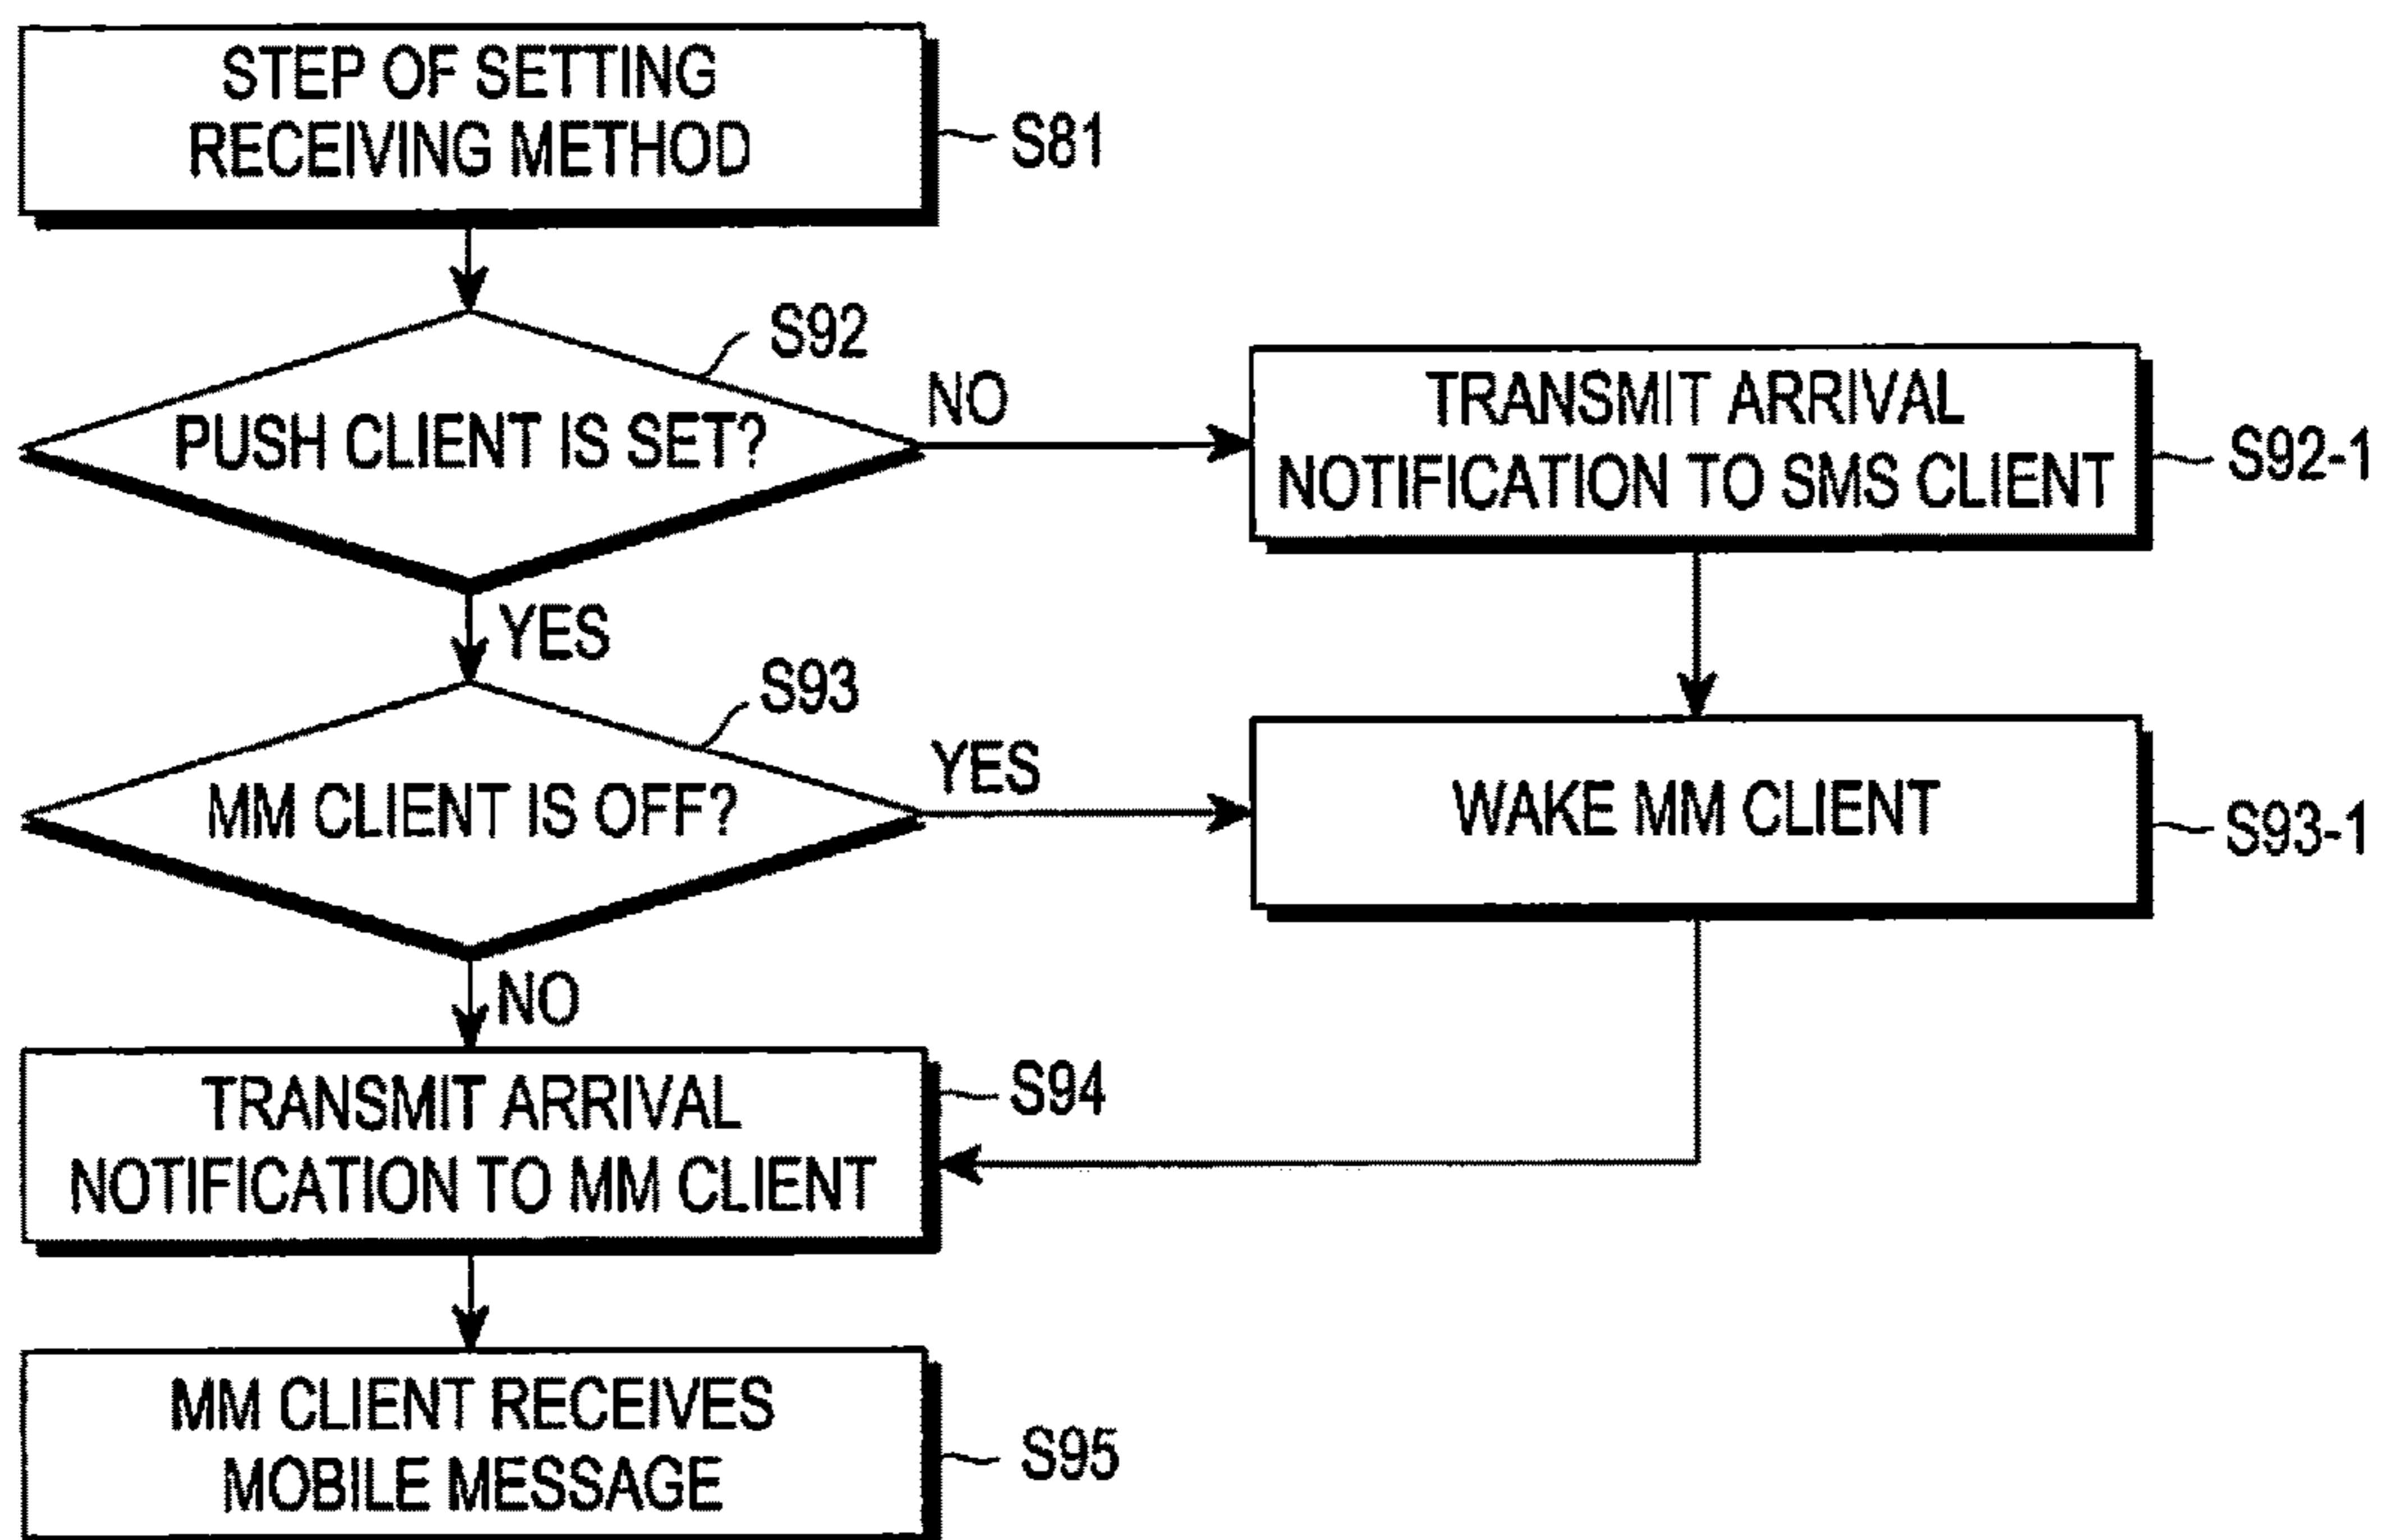 STEP OF SETTING
RECEIVING METHOD
S81
S92
PUSH CLIENT IS SET?
NO
TRANSMIT ARRIVAL
NOTIFICATION TO SMS CLIENT
S92-1
YES
S93
MM CLIENT IS OFF?
YES
WAKE MM CLIENT
S93-1
NO
TRANSMIT ARRIVAL
NOTIFICATION TO MM CLIENT
S94
MM CLIENT RECEIVES
MOBILE MESSAGE
S95